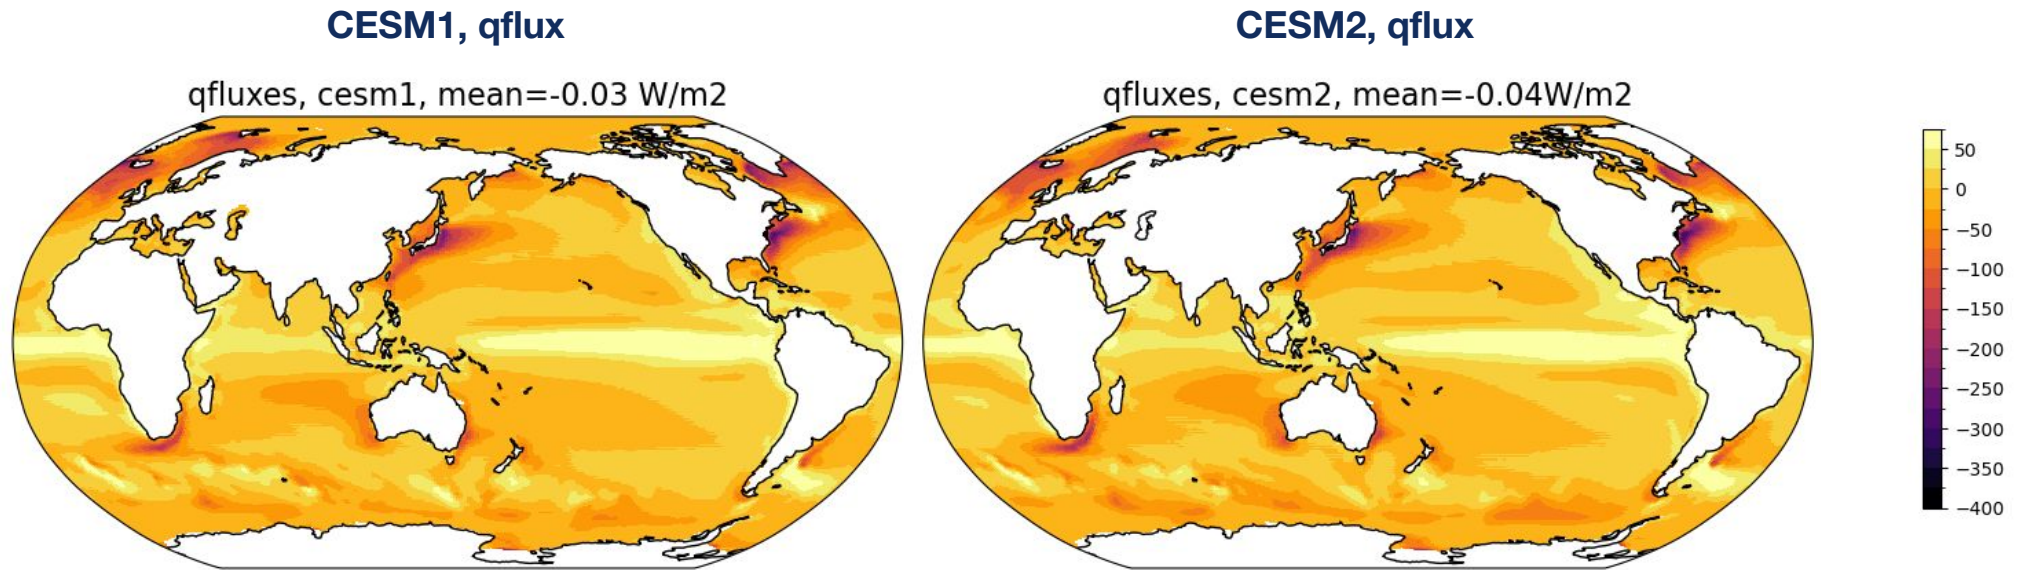 CESM1, qflux
CESM2, qflux
qfluxes, cesm1, mean=-0.03 W/m2
qfluxes, cesm2, mean=-0.04W/m2
50
0
−50
−100
−150
−200
−250
−300
−350
−400